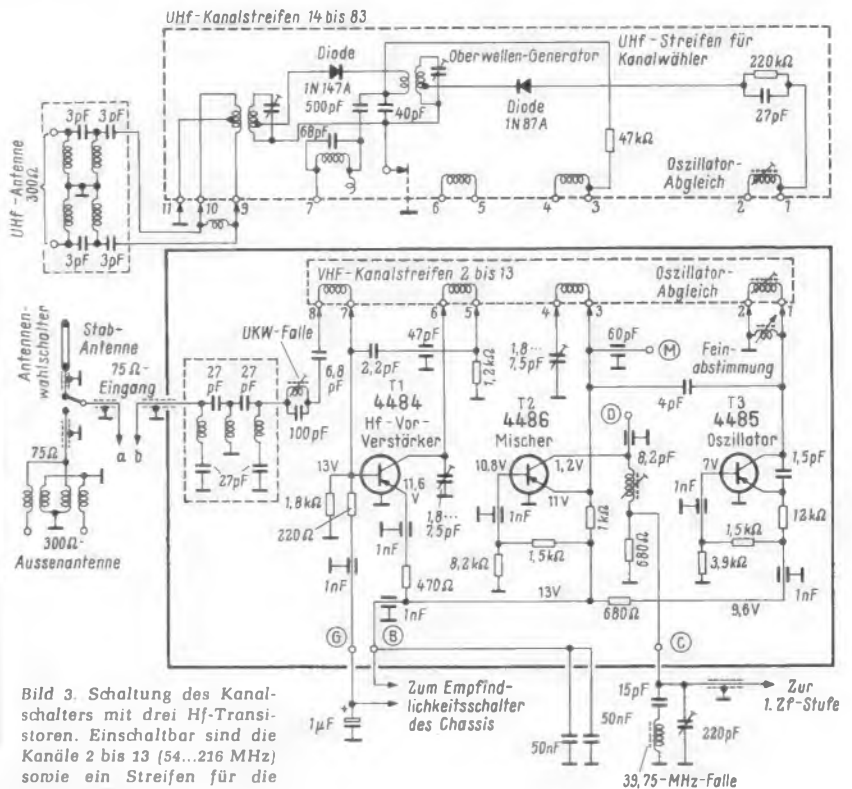 UHf-Kanalstreifen 14 bis 83
Diode
1N147A
500pF
Oberwellen-Generator
UHf-Streifen für
Kanalwähler
220kΩ
27pF
40pF
Diode
1N87A
68pF
47kΩ
Oszillator-
Abgleich
UHf-Antenne
300Ω
3pF 3pF
3pF 3pF
11 10 9 7 6 5 4 3 2 1
VHF-Kanalstreifen 2 bis 13
Oszillator-
Abgleich
8 7 6 5 4 3 2 1
Antennen-
wahlschalter
Stab-
Antenne
75Ω-
Eingang
a b
75Ω
300Ω-
Aussenantenne
27
pF
27
pF
27pF
UKW-Falle
100pF
6,8
pF
2,2pF
47pF
1,2kΩ
1,8...
7,5pF
60pF
M
Fein-
abstimmung
4pF
T1
4484
Hf-Vor-
Verstärker
T2
4486
Mischer
T3
4485
Oszillator
D
8,2pF
1,5pF
13V
11,6
V
10,8V
1,2V
11V
7V
1,8kΩ
220Ω
1nF
1nF
1,8...
7,5pF
1nF
1kΩ
1nF
12kΩ
470Ω
8,2kΩ
1,5kΩ
680Ω
3,9kΩ
1,5kΩ
1nF
1nF
13V
680Ω
9,6V
G
B
C
Zum Empfind-
lichkeitsschalter
des Chassis
+
1µF
50nF
50nF
15pF
220pF
Zur
1. Zf-Stufe
39,75-MHz-Falle
Bild 3. Schaltung des Kanal-
schalters mit drei Hf-Transi-
storen. Einschaltbar sind die
Kanäle 2 bis 13 (54...216 MHz)
sowie ein Streifen für die